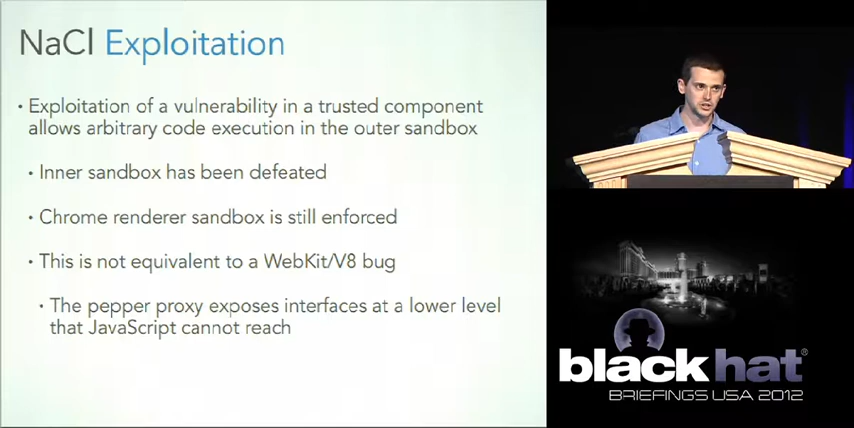 NaCl Exploitation
• Exploitation of a vulnerability in a trusted component
allows arbitrary code execution in the outer sandbox
• Inner sandbox has been defeated
• Chrome renderer sandbox is still enforced
• This is not equivalent to a WebKit/V8 bug
• The pepper proxy exposes interfaces at a lower level
that JavaScript cannot reach
black hat®
BRIEFINGS USA 2012